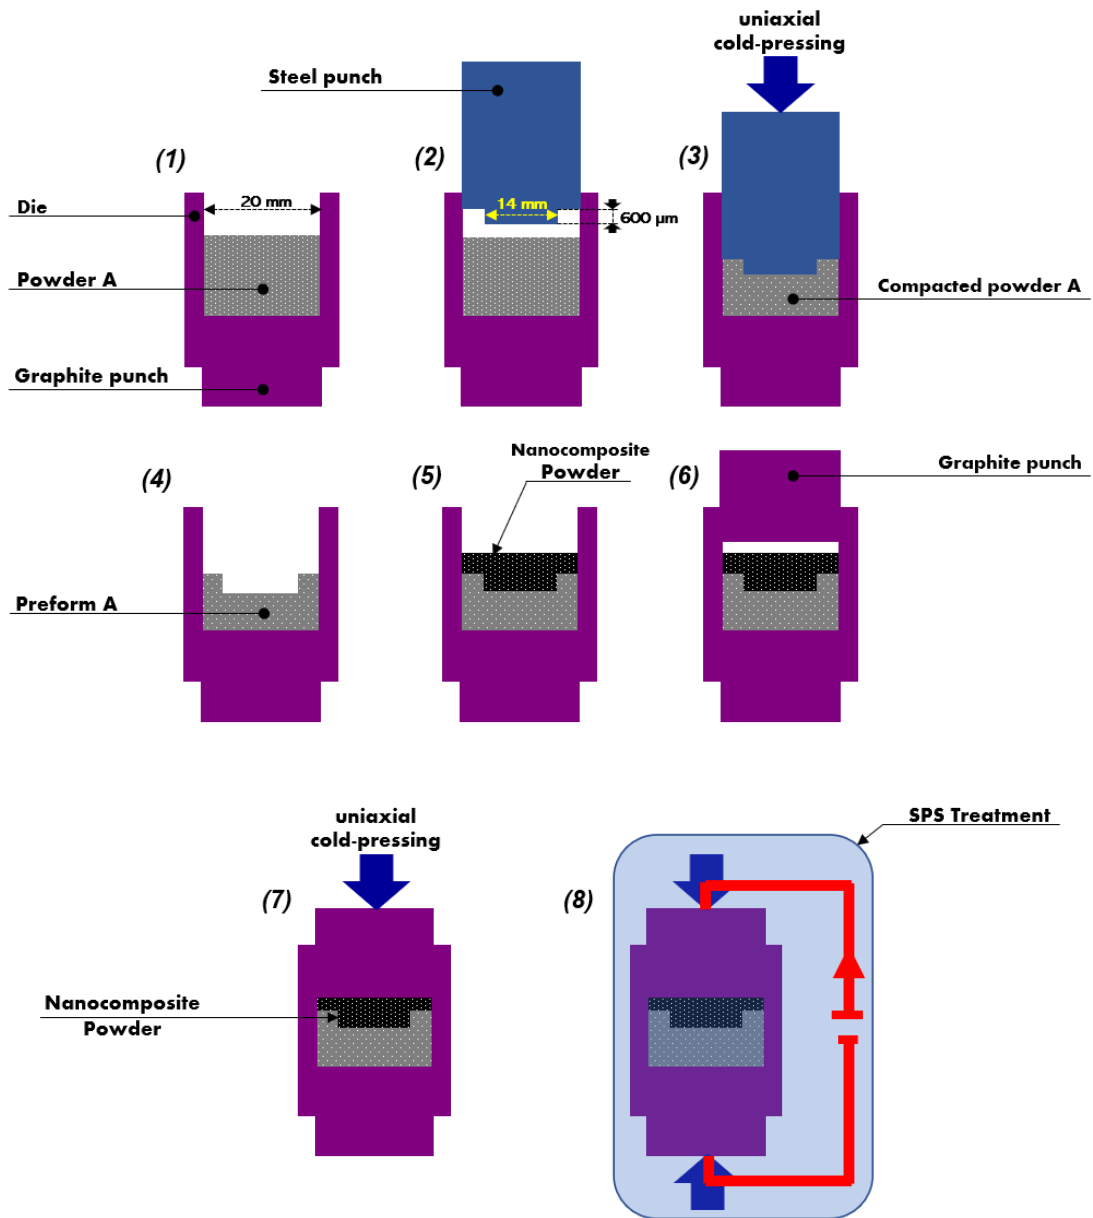 uniaxial
cold-pressing
Steel punch
(1)
(2)
(3)
Die
20 mm
14 mm
600 µm
Powder A
Compacted powder A
Graphite punch
Nanocomposite
Powder
(4)
(5)
(6)
Graphite punch
Preform A
uniaxial
cold-pressing
SPS Treatment
(7)
(8)
Nanocomposite
Powder